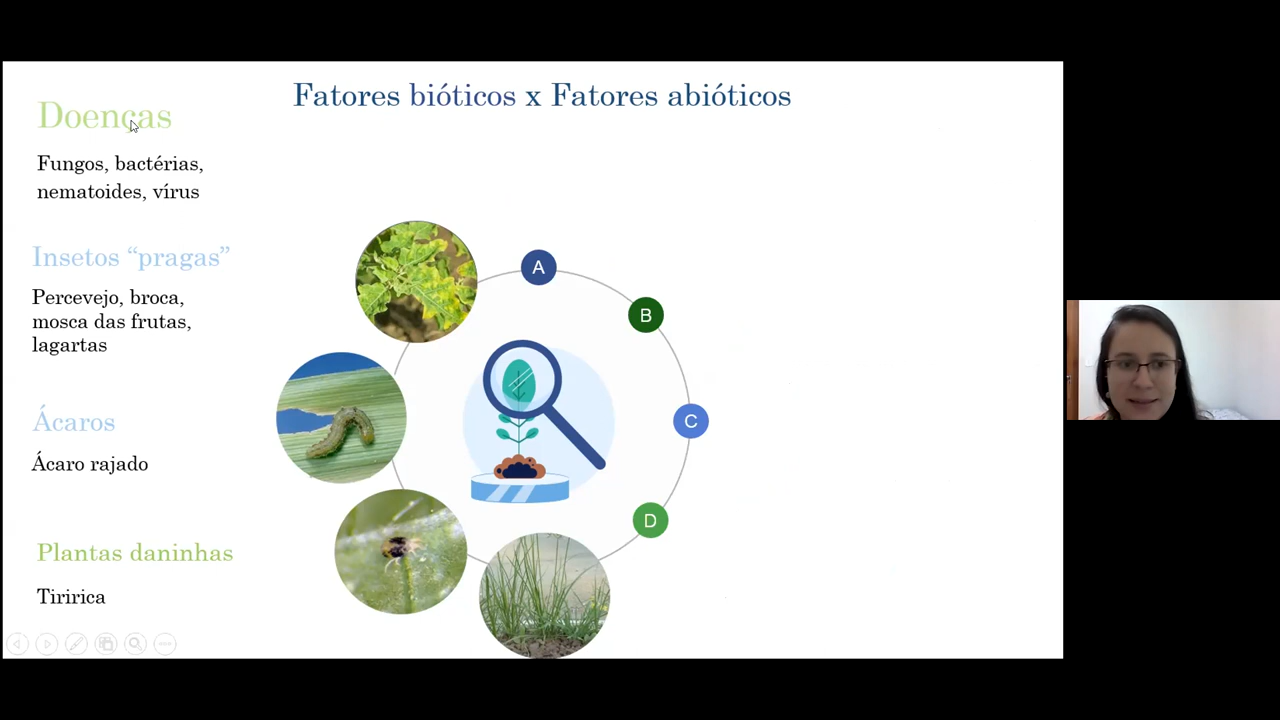 Fatores bióticos x Fatores abióticos
Doenças
Fungos, bactérias,
nematoides, vírus
Insetos “pragas”
Percevejo, broca,
mosca das frutas,
lagartas
Ácaros
Ácaro rajado
Plantas daninhas
Tiririca
A
B
C
D